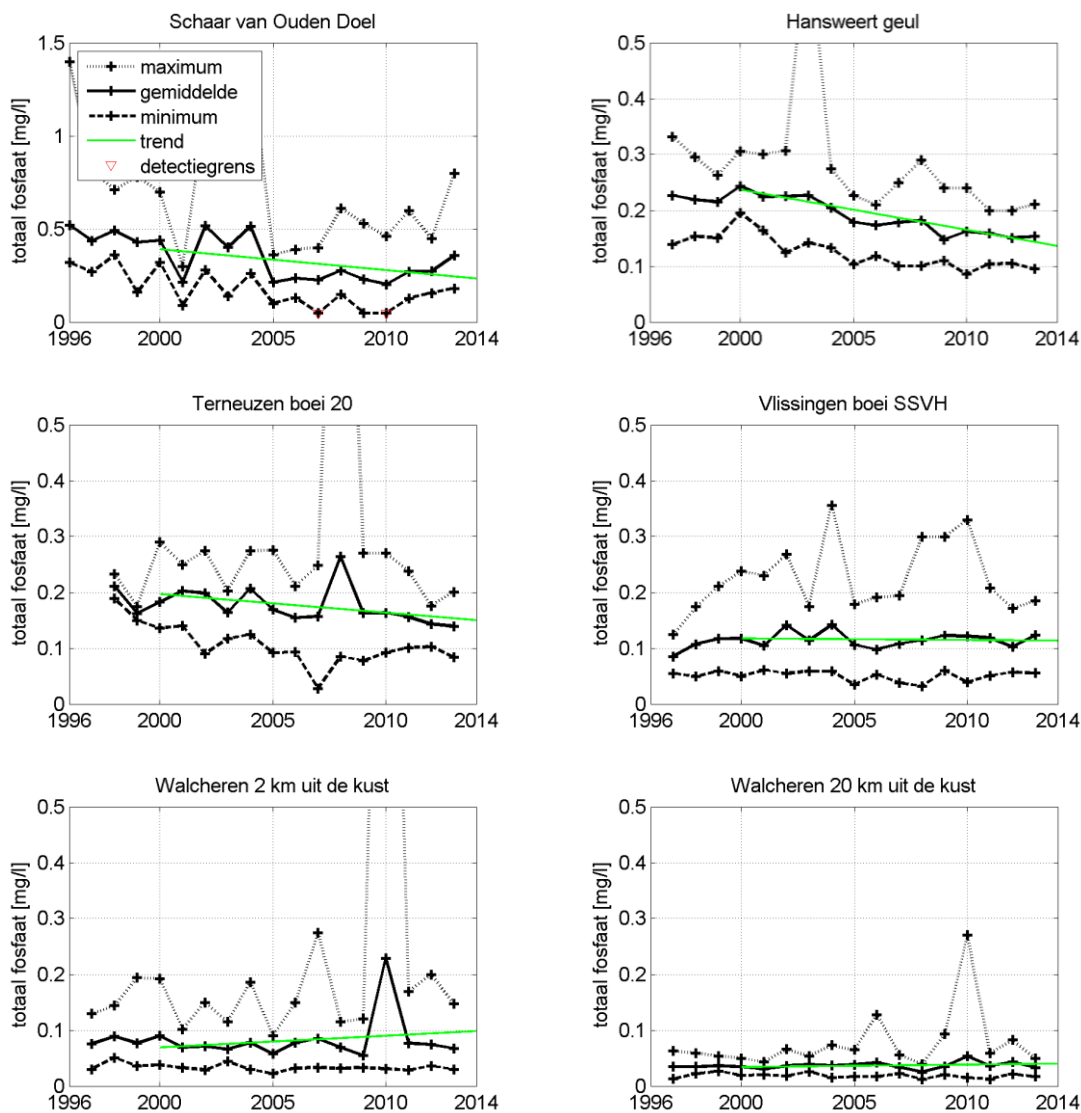 Schaar van Ouden Doel
totaal fosfaat [mg/l]
1.5
1
0.5
0
1996 2000 2005 2010 2014
maximum
gemiddelde
minimum
trend
detectiegrens
Hansweert geul
totaal fosfaat [mg/l]
0.5
0.4
0.3
0.2
0.1
0
1996 2000 2005 2010 2014
Terneuzen boei 20
totaal fosfaat [mg/l]
0.5
0.4
0.3
0.2
0.1
0
1996 2000 2005 2010 2014
Vlissingen boei SSVH
totaal fosfaat [mg/l]
0.5
0.4
0.3
0.2
0.1
0
1996 2000 2005 2010 2014
Walcheren 2 km uit de kust
totaal fosfaat [mg/l]
0.5
0.4
0.3
0.2
0.1
0
1996 2000 2005 2010 2014
Walcheren 20 km uit de kust
totaal fosfaat [mg/l]
0.5
0.4
0.3
0.2
0.1
0
1996 2000 2005 2010 2014